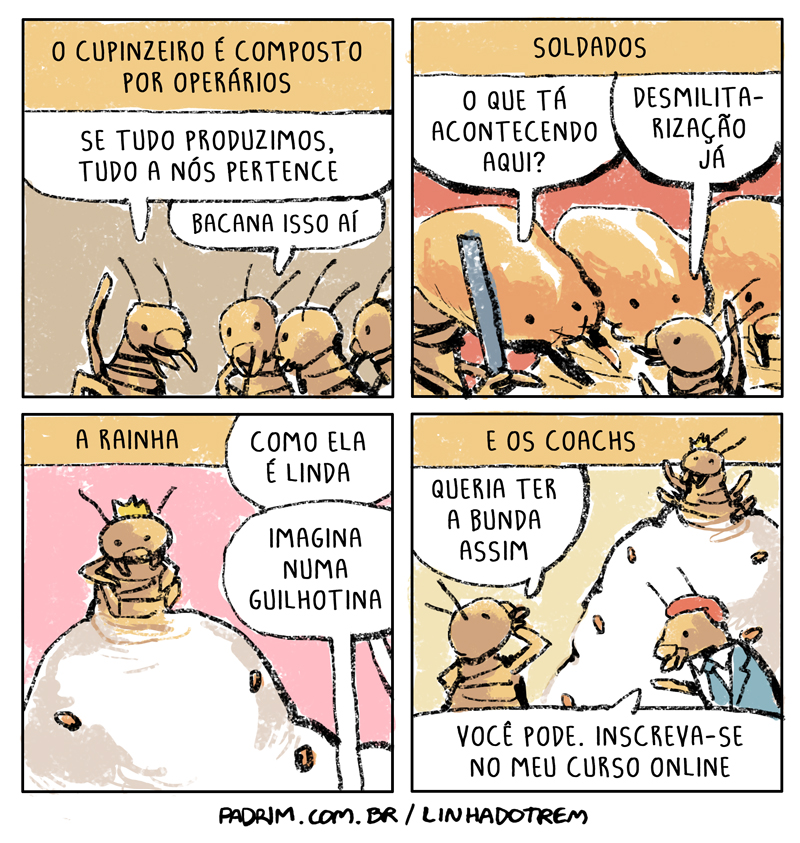 O CUPINZEIRO É COMPOSTO
POR OPERÁRIOS
SE TUDO PRODUZIMOS,
TUDO A NÓS PERTENCE
BACANA ISSO AÍ
SOLDADOS
O QUE TÁ
ACONTECENDO
AQUI?
DESMILITA-
RIZAÇÃO
JÁ
A RAINHA
COMO ELA
É LINDA
IMAGINA
NUMA
GUILHOTINA
E OS COACHS
QUERIA TER
A BUNDA
ASSIM
VOCÊ PODE. INSCREVA-SE
NO MEU CURSO ONLINE
PADRIM.COM.BR / LINHADOTREM